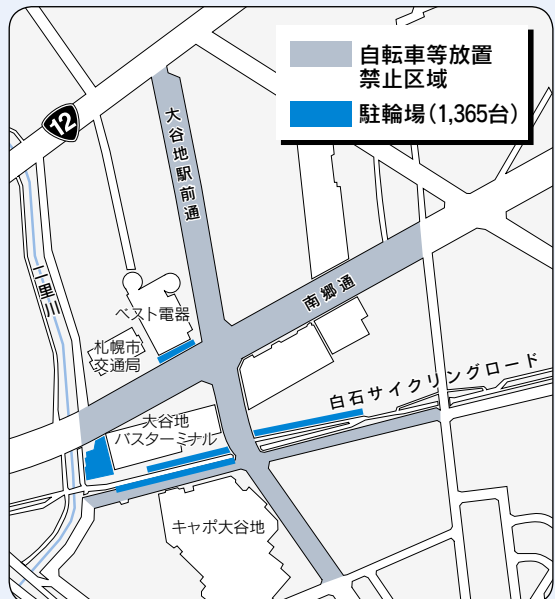 自転車等放置
禁止区域
駐輪場(1,365台)
12
大谷地駅前通
二里川
南郷通
ベスト電器
札幌市
交通局
白石サイクリングロード
大谷地
バスターミナル
キャポ大谷地